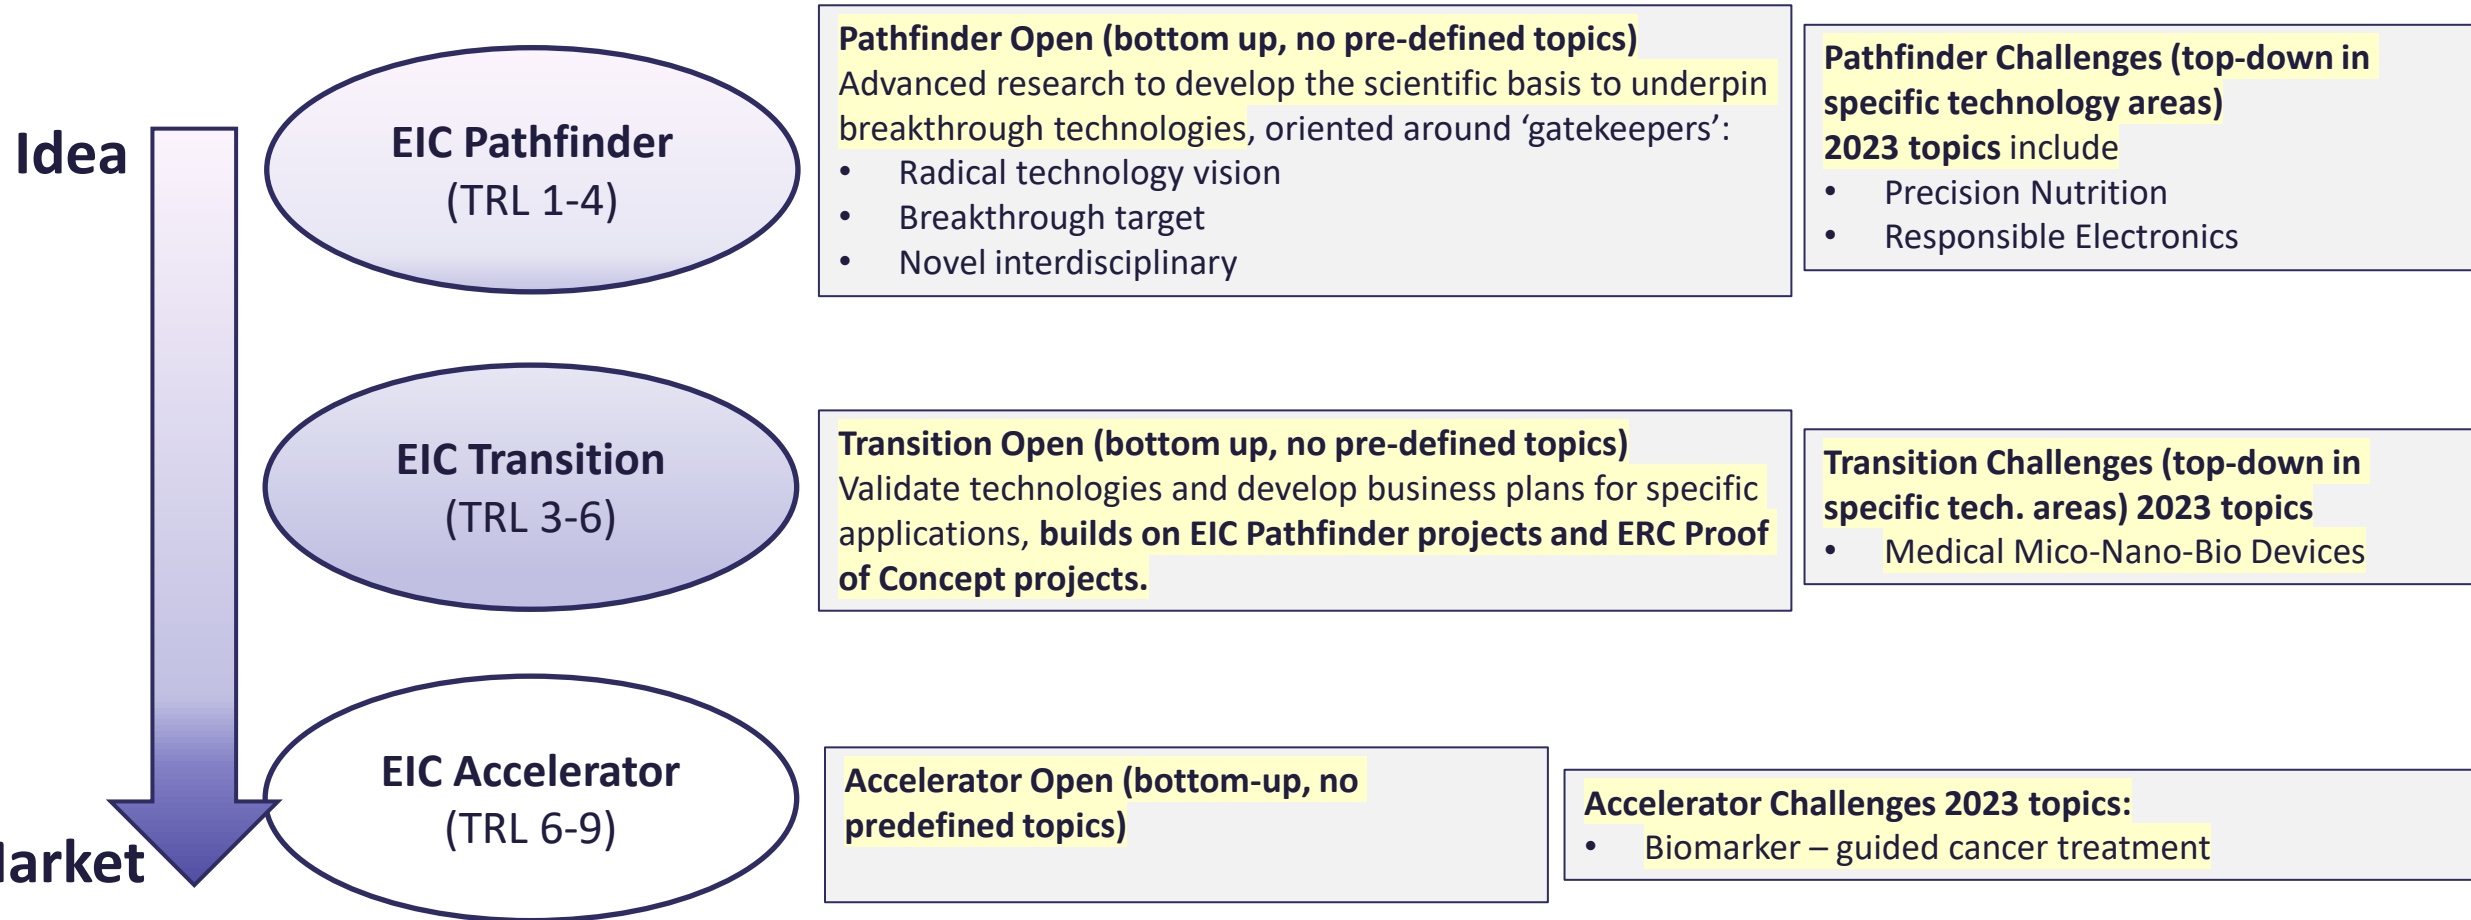 Idea
EIC Pathfinder
(TRL 1-4)
Pathfinder Open (bottom up, no pre-defined topics)
Advanced research to develop the scientific basis to underpin
breakthrough technologies, oriented around ‘gatekeepers’:
• Radical technology vision
• Breakthrough target
• Novel interdisciplinary
Pathfinder Challenges (top-down in
specific technology areas)
2023 topics include
• Precision Nutrition
• Responsible Electronics
EIC Transition
(TRL 3-6)
Transition Open (bottom up, no pre-defined topics)
Validate technologies and develop business plans for specific
applications, builds on EIC Pathfinder projects and ERC Proof
of Concept projects.
Transition Challenges (top-down in
specific tech. areas) 2023 topics
• Medical Mico-Nano-Bio Devices
EIC Accelerator
(TRL 6-9)
Market
Accelerator Open (bottom-up, no
predefined topics)
Accelerator Challenges 2023 topics:
• Biomarker – guided cancer treatment